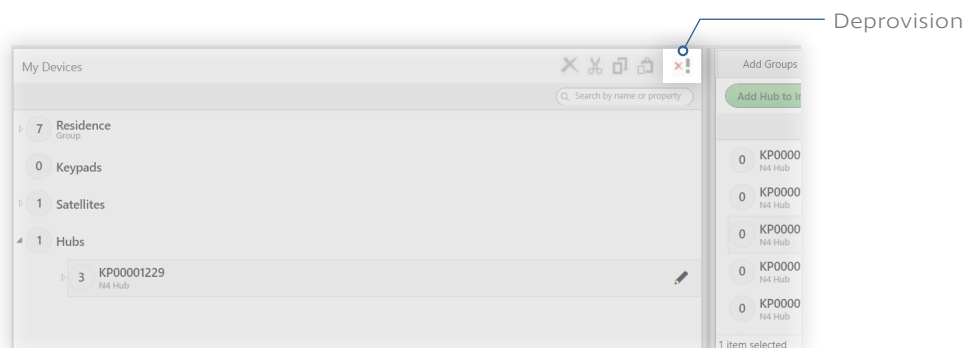 Deprovision
My Devices
Add Groups
Search by name or property
Add Hub to
7 Residence
Group
0 Keypads
1 Satellites
1 Hubs
3 KP00001229
N4 Hub
0 KP0000
N4 Hub
0 KP0000
N4 Hub
0 KP0000
N4 Hub
0 KP0000
N4 Hub
0 KP0000
N4 Hub
1 item selected